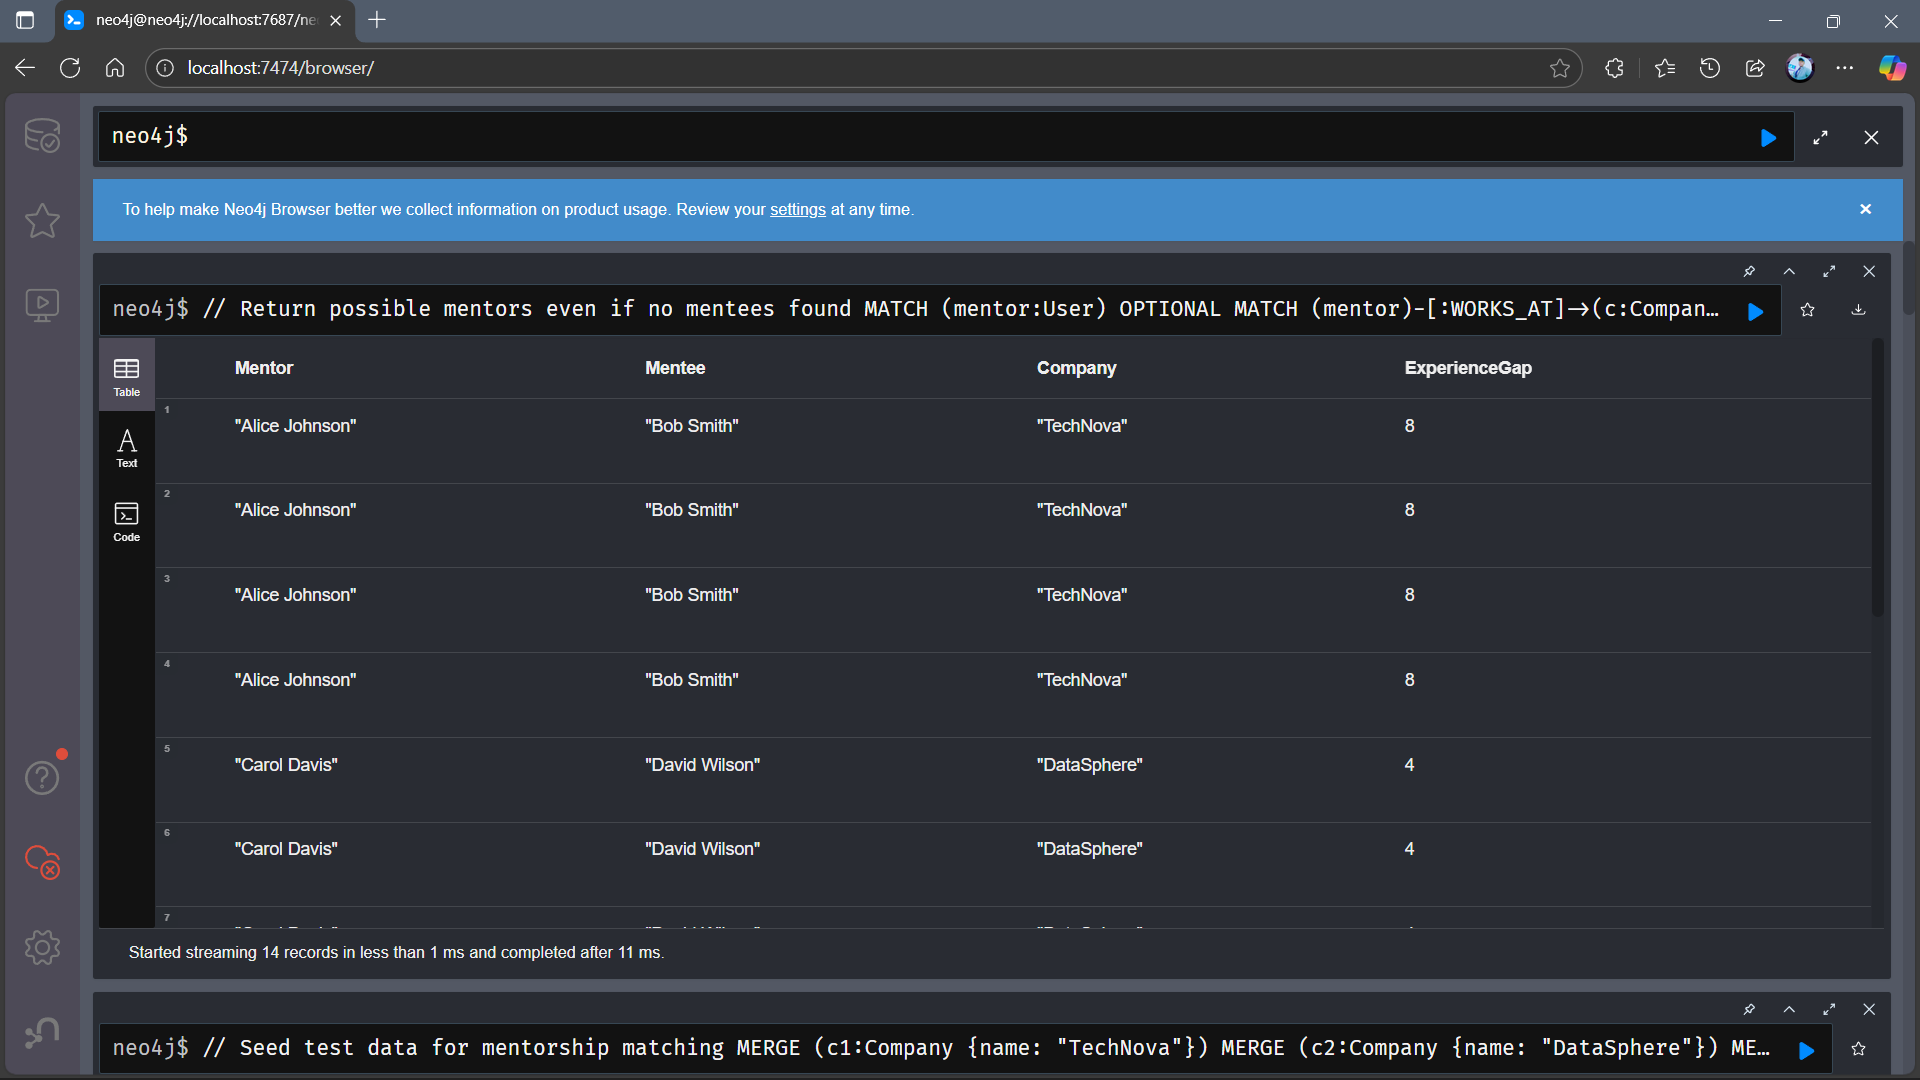 neo4j@neo4j://localhost:7687/ne
localhost:7474/browser/
neo4j$
To help make Neo4j Browser better we collect information on product usage. Review your settings at any time.
neo4j$ // Return possible mentors even if no mentees found MATCH (mentor:User) OPTIONAL MATCH (mentor)-[:WORKS_AT]→(c:Compan…
Table
Text
Code
Mentor Mentee Company ExperienceGap
1 "Alice Johnson" "Bob Smith" "TechNova" 8
2 "Alice Johnson" "Bob Smith" "TechNova" 8
3 "Alice Johnson" "Bob Smith" "TechNova" 8
4 "Alice Johnson" "Bob Smith" "TechNova" 8
5 "Carol Davis" "David Wilson" "DataSphere" 4
6 "Carol Davis" "David Wilson" "DataSphere" 4
7
Started streaming 14 records in less than 1 ms and completed after 11 ms.
neo4j$ // Seed test data for mentorship matching MERGE (c1:Company {name: "TechNova"}) MERGE (c2:Company {name: "DataSphere"}) ME…